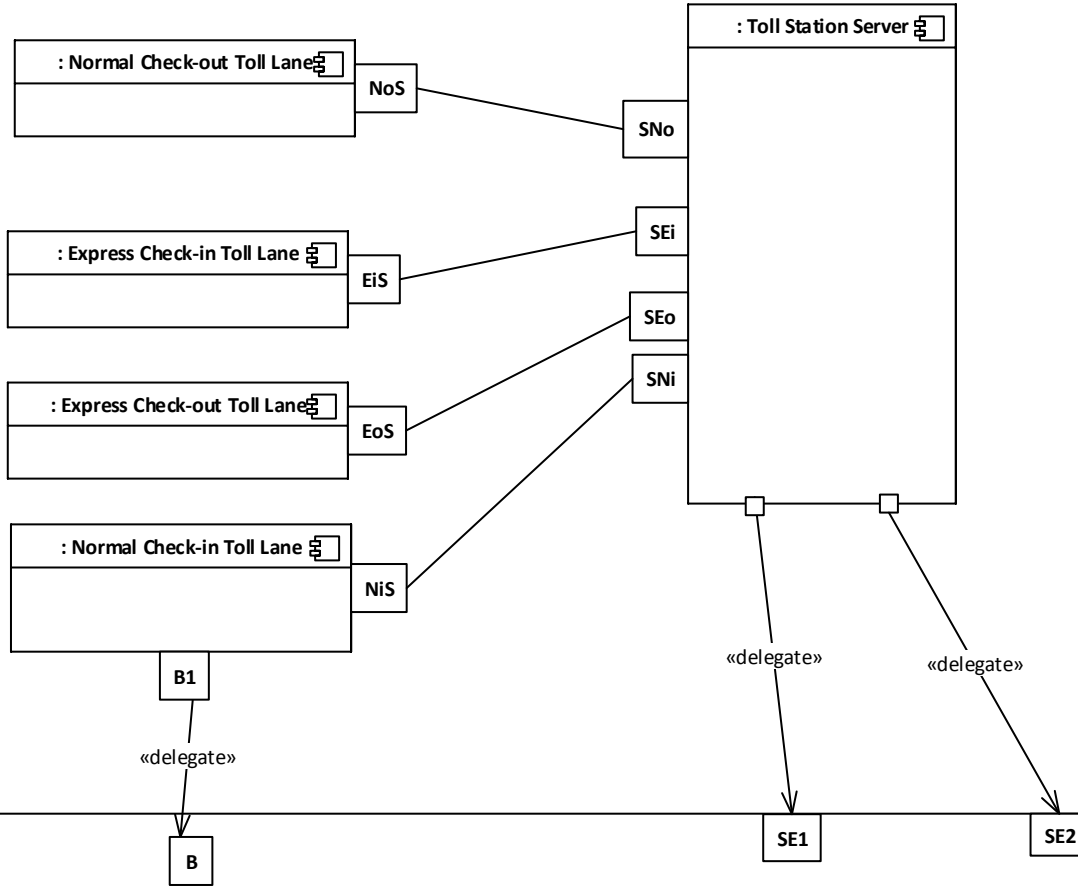 : Toll Station Server
: Normal Check-out Toll Lane
NoS
SNo
SEi
: Express Check-in Toll Lane
EiS
SEo
SNi
: Express Check-out Toll Lane
EoS
: Normal Check-in Toll Lane
NiS
B1
«delegate»
«delegate»
«delegate»
B
SE1
SE2